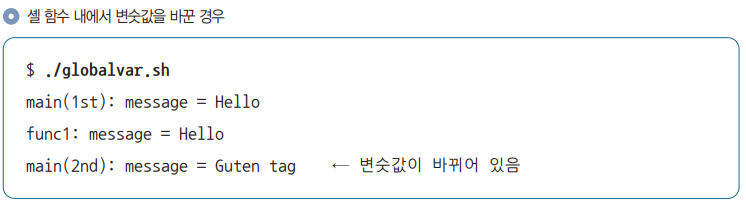 셸 함수 내에서 변숫값을 바꾼 경우
$ ./globalvar.sh
main(1st): message = Hello
func1: message = Hello
main(2nd): message = Guten tag ← 변숫값이 바뀌어 있음